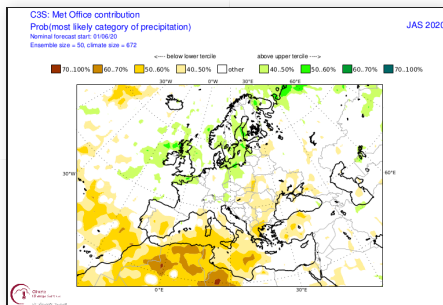 C3S: Met Office contribution
Prob(most likely category of precipitation) JAS 2020
Nominal forecast start: 01/06/20
Ensemble size = 50, climate size = 672
<---- below lower tercile above upper tercile ---->
70..100% 60..70% 50..60% 40..50% other 40..50% 50..60% 60..70% 70..100%
30°W 0°W 0°E 30°E
30°W 60°E
0°E 30°E